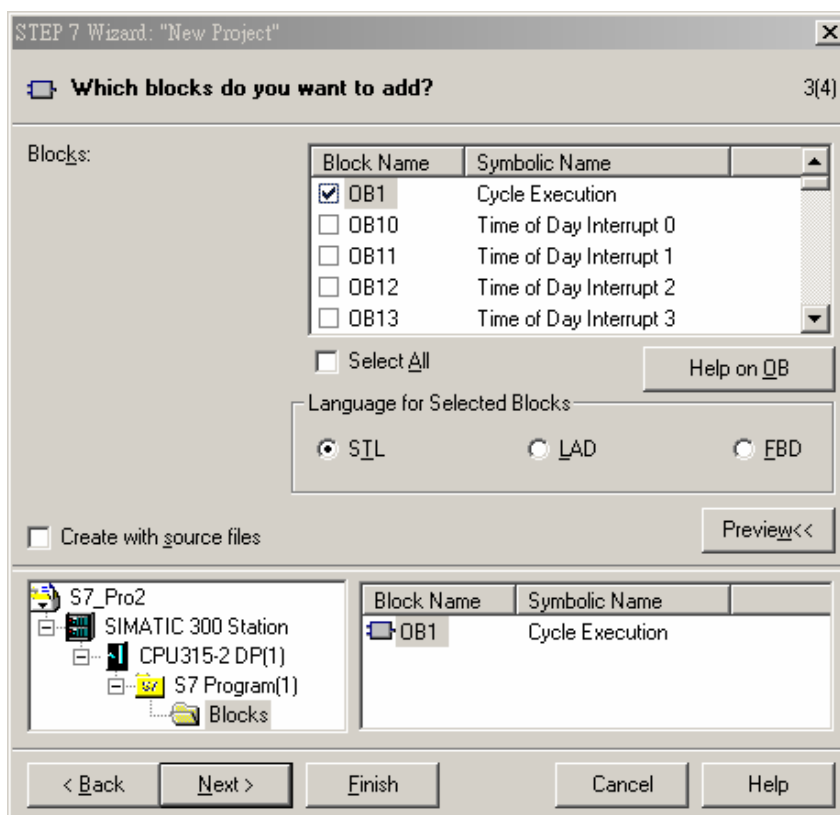 STEP 7 Wizard: "New Project"
Which blocks do you want to add? 3(4)
Blocks:
Block Name Symbolic Name
OB1 Cycle Execution
OB10 Time of Day Interrupt 0
OB11 Time of Day Interrupt 1
OB12 Time of Day Interrupt 2
OB13 Time of Day Interrupt 3
Select All
Help on OB
Language for Selected Blocks
STL LAD FBD
Create with source files
Preview<<
S7_Pro2
SIMATIC 300 Station
CPU315-2 DP(1)
S7 Program(1)
Blocks
Block Name Symbolic Name
OB1 Cycle Execution
< Back Next > Finish Cancel Help